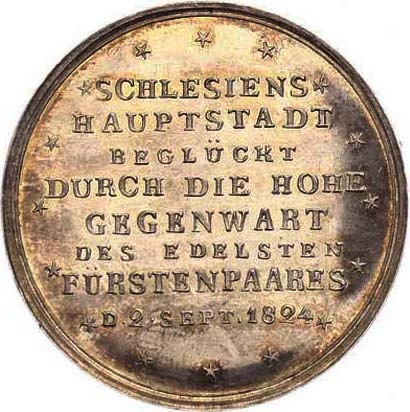 SCHLESIENS
HAUPTSTADT
BEGLÜCKT
DURCH DIE HOHE
GEGENWART
DES EDELSTEN
FÜRSTENPAARES
D. 2. SEPT. 1824